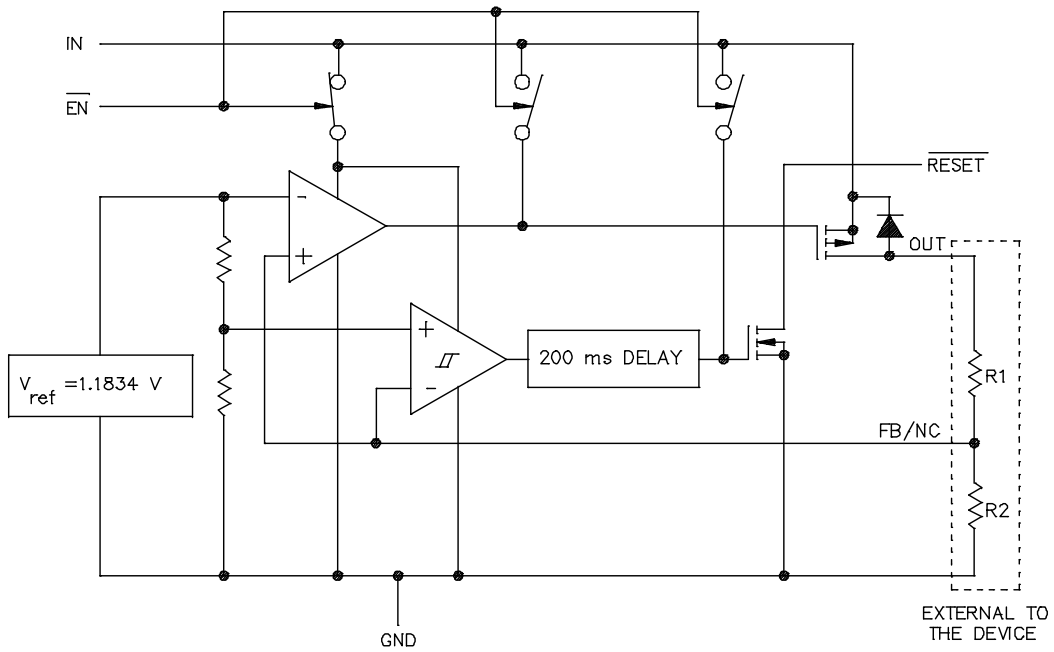 IN
EN
RESET
-
+
OUT
+
-
200 ms DELAY
V ref =1.1834 V
R1
FB/NC
R2
GND
EXTERNAL TO
THE DEVICE